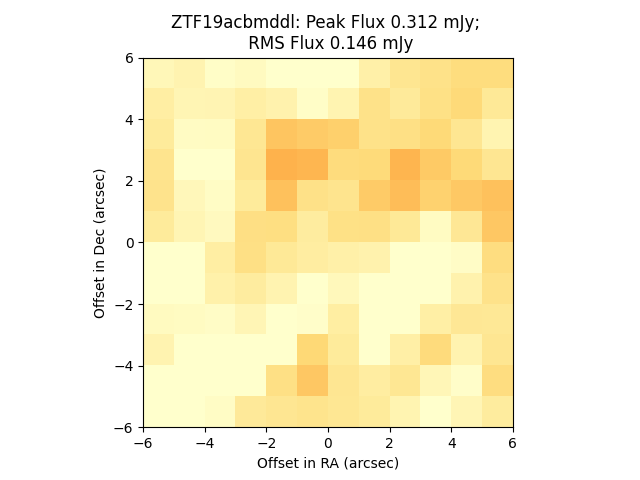 ZTF19acbmddl: Peak Flux 0.312 mJy;
RMS Flux 0.146 mJy
6
4
2
0
−2
−4
−6
Offset in Dec (arcsec)
−6 −4 −2 0 2 4 6
Offset in RA (arcsec)